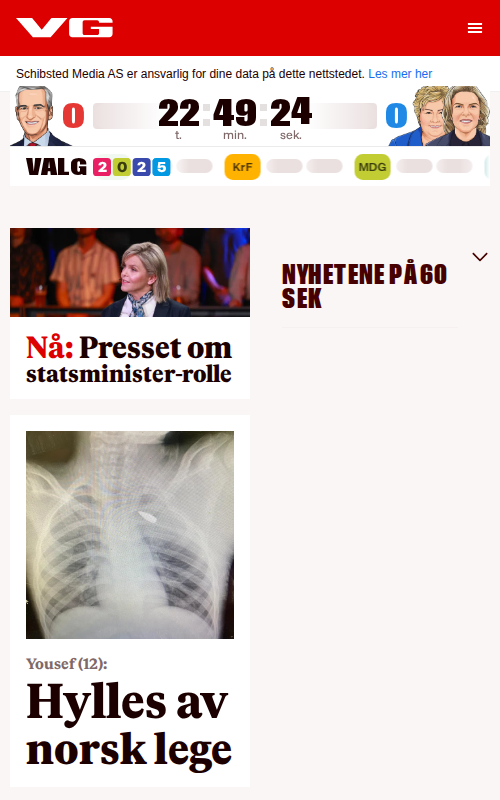 VG
Schibsted Media AS er ansvarlig for dine data på dette nettstedet. Les mer her
0 22:49:24 0
t. min. sek.
VALG 2025 KrF MDG
Nå: Presset om
statsminister-rolle
NYHETENE PÅ 60
SEK
Yousef (12):
Hylles av
norsk lege